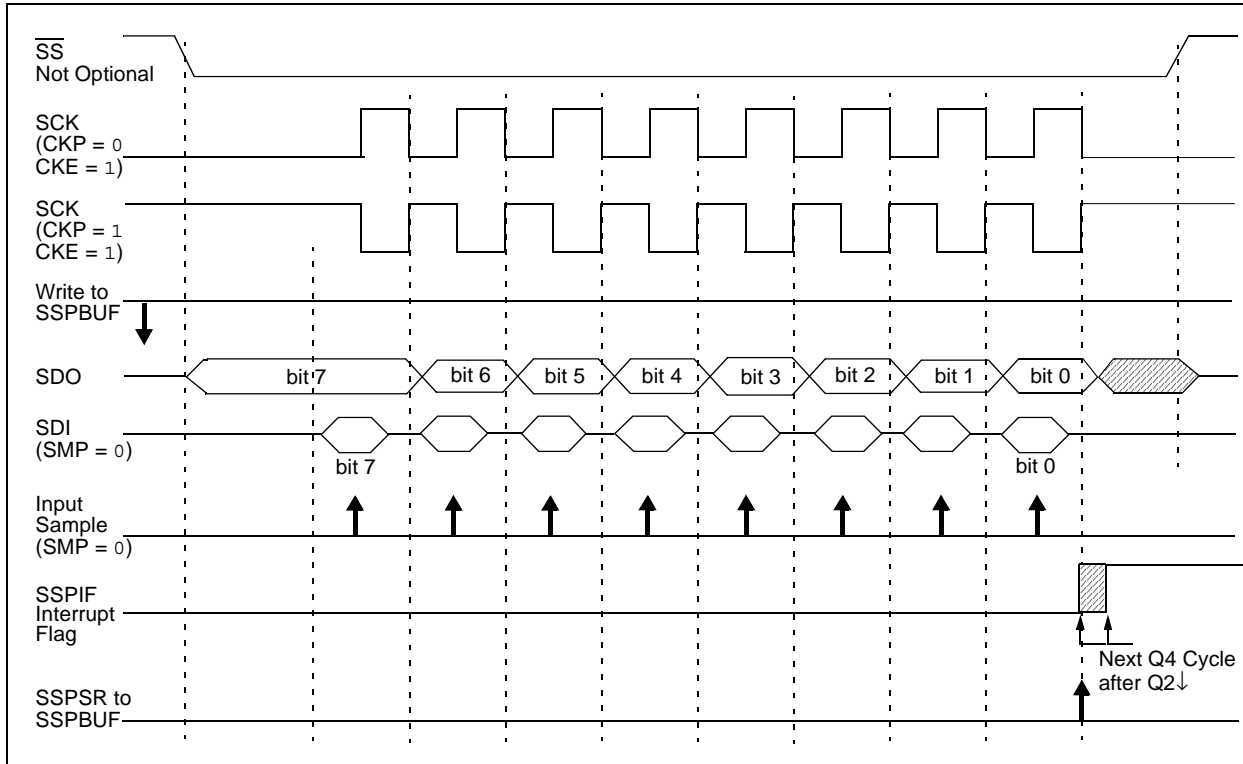 SS
Not Optional
SCK
(CKP = 0
CKE = 1)
SCK
(CKP = 1
CKE = 1)
Write to
SSPBUF
SDO
bit 7 bit 6 bit 5 bit 4 bit 3 bit 2 bit 1 bit 0
SDI
(SMP = 0)
bit 7 bit 0
Input
Sample
(SMP = 0)
SSPIF
Interrupt
Flag
Next Q4 Cycle
after Q2↓
SSPSR to
SSPBUF